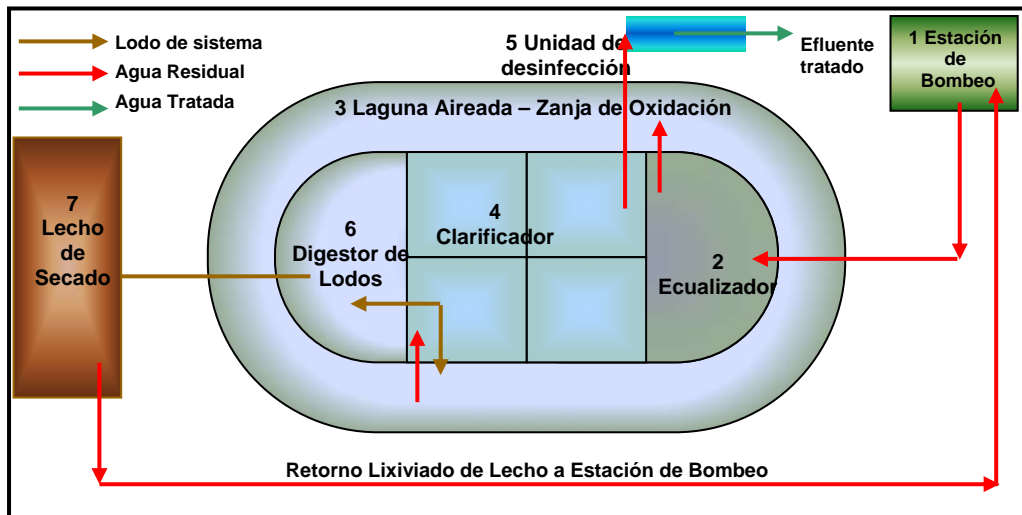 Lodo de sistema
Agua Residual
Agua Tratada
5 Unidad de
desinfección
Efluente
tratado
1 Estación
de
Bombeo
3 Laguna Aireada – Zanja de Oxidación
7
Lecho
de
Secado
6
Digestor de
Lodos
4
Clarificador
2
Ecualizador
Retorno Lixiviado de Lecho a Estación de Bombeo